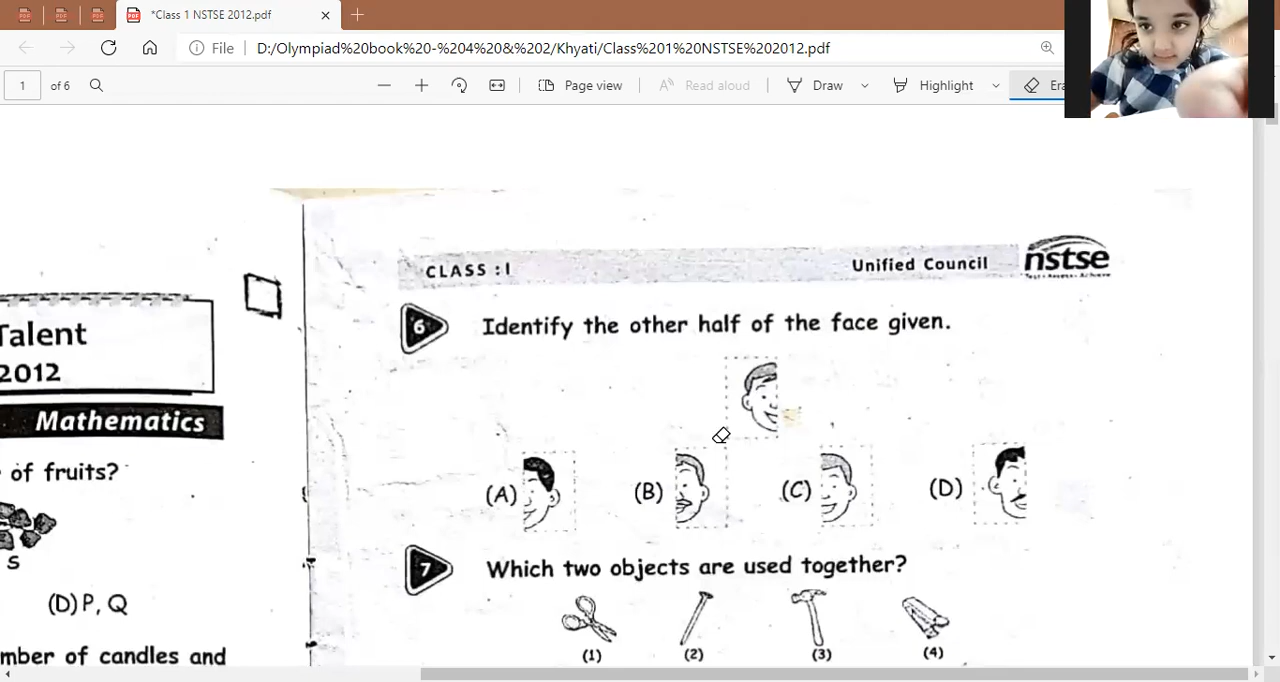 *Class 1 NSTSE 2012.pdf
File D:/Olympiad%20book%20-%204%20&%202/Khyati/Class%201%20NSTSE%202012.pdf
1 of 6 Page view Read aloud Draw Highlight Era
CLASS : I Unified Council nstse
6 Identify the other half of the face given.
(A) (B) (C) (D)
7 Which two objects are used together?
(1) (2) (3) (4)
Talent
2012
Mathematics
of fruits?
S
(D) P, Q
mber of candles and